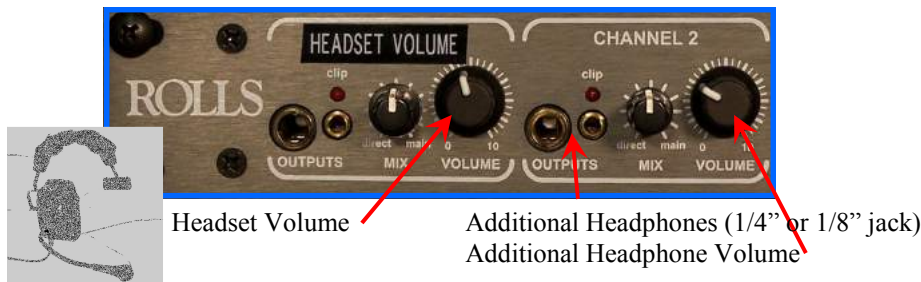 HEADSET VOLUME
CHANNEL 2
clip
clip
ROLLS
direct main 0 10 direct main 0 10
OUTPUTS MIX VOLUME OUTPUTS MIX VOLUME
Headset Volume
Additional Headphones (1/4” or 1/8” jack)
Additional Headphone Volume